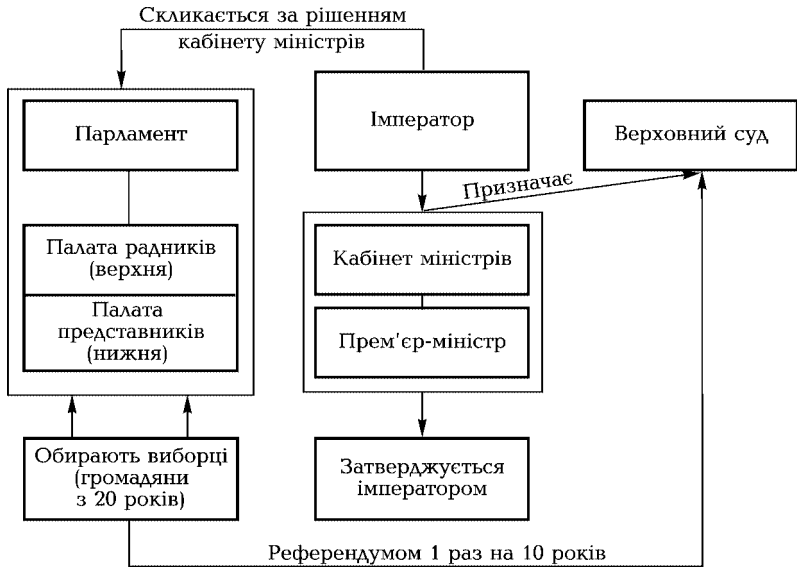 Скликається за рішенням
кабінету міністрів
Парламент
Імператор
Верховний суд
Призначає
Палата радників
(верхня)
Палата
представників
(нижня)
Кабінет міністрів
Прем'єр-міністр
Обирають виборці
(громадяни
з 20 років)
Затверджується
імператором
Референдумом 1 раз на 10 років